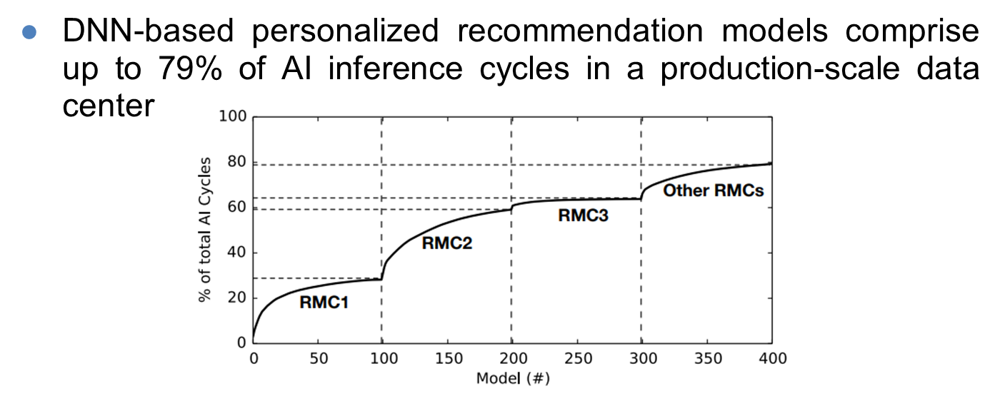 DNN-based personalized recommendation models comprise
up to 79% of AI inference cycles in a production-scale data
center
100
80
60
40
20
0
% of total AI Cycles
RMC1
RMC2
RMC3
Other RMCs
0 50 100 150 200 250 300 350 400
Model (#)